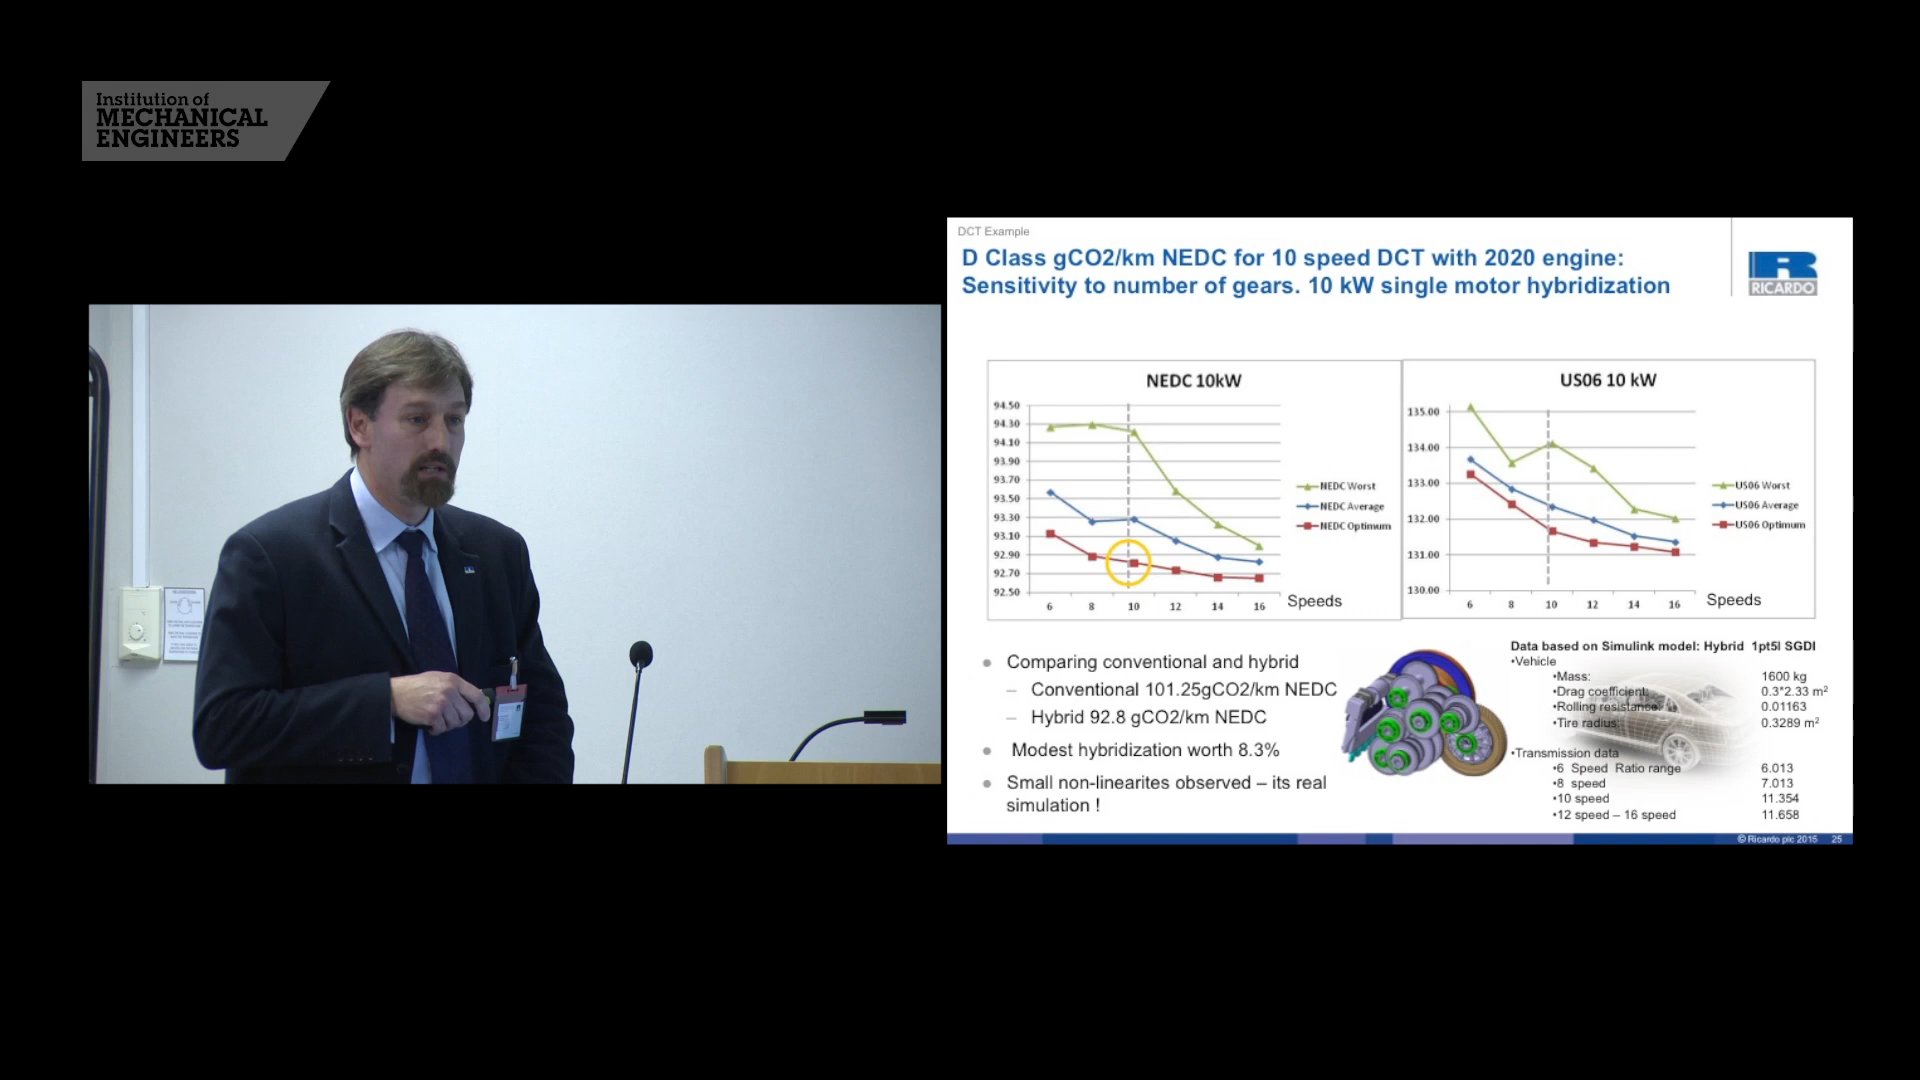 Institution of
MECHANICAL
ENGINEERS
DCT Example
D Class gCO2/km NEDC for 10 speed DCT with 2020 engine:
Sensitivity to number of gears. 10 kW single motor hybridization
RICARDO
NEDC 10kW
94.50
94.30
94.10
93.90
93.70
93.50
93.30
93.10
92.90
92.70
92.50
6 8 10 12 14 16
Speeds
NEDC Worst
NEDC Average
NEDC Optimum
US06 10 kW
135.00
134.00
133.00
132.00
131.00
130.00
6 8 10 12 14 16
Speeds
US06 Worst
US06 Average
US06 Optimum
● Comparing conventional and hybrid
– Conventional 101.25gCO2/km NEDC
– Hybrid 92.8 gCO2/km NEDC
● Modest hybridization worth 8.3%
● Small non-linearites observed – its real
simulation !
Data based on Simulink model: Hybrid 1pt5l SGDI
•Vehicle
•Mass: 1600 kg
•Drag coefficient: 0.3*2.33 m²
•Rolling resistance: 0.01163
•Tire radius: 0.3289 m²
•Transmission data
•6 Speed Ratio range 6.013
•8 speed 7.013
•10 speed 11.354
•12 speed – 16 speed 11.658
© Ricardo plc 2015 25